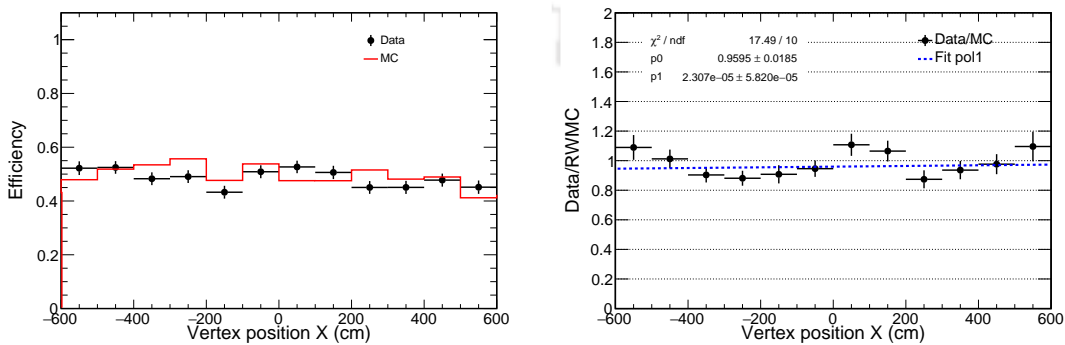 1
0.8
0.6
0.4
0.2
0
Efficiency
Data
MC
−600 −400 −200 0 200 400 600
Vertex position X (cm)
2
1.8
1.6
1.4
1.2
1
0.8
0.6
0.4
0.2
0
Data/RWMC
χ² / ndf 17.49 / 10
p0 0.9595 ± 0.0185
p1 2.307e−05 ± 5.820e−05
Data/MC
Fit pol1
−600 −400 −200 0 200 400 600
Vertex position X (cm)